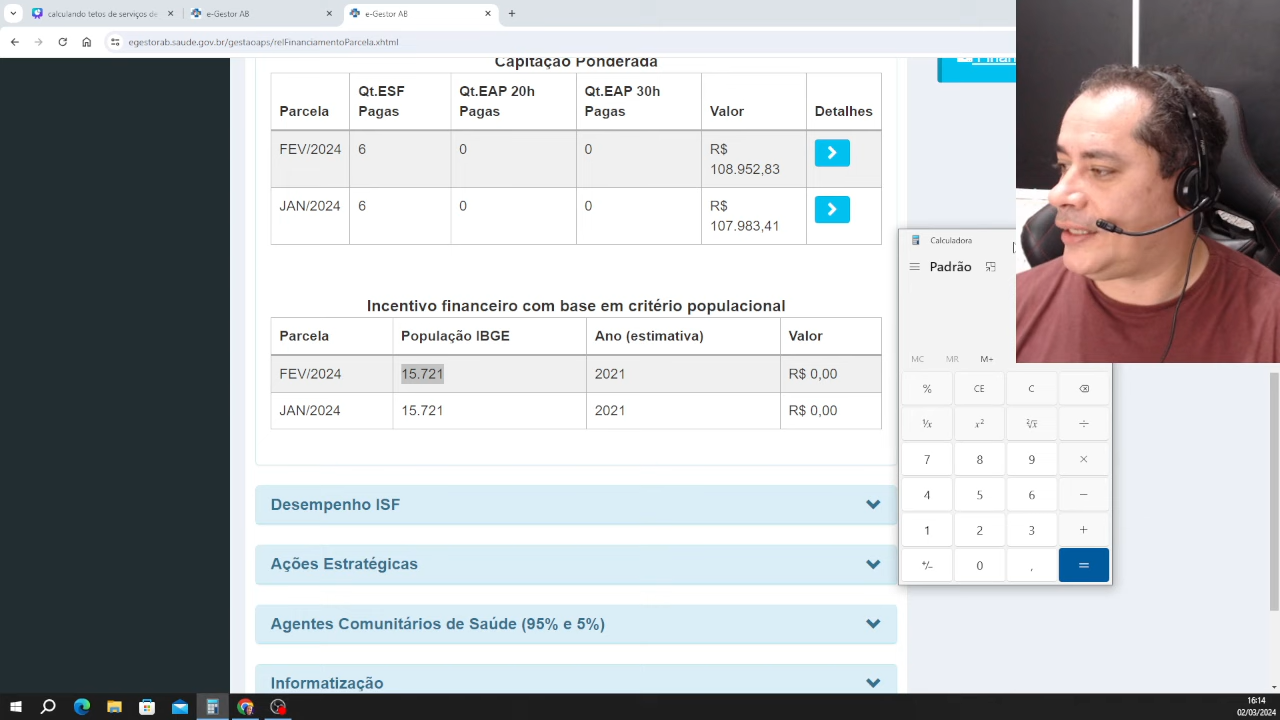 calculando tetos de serviços de
e-Gestor AB
e-Gestor AB
egestorab.saude.gov.br/gestaoaps/relFinanciamentoParcela.xhtml
Capitação Ponderada
Parcela Qt.ESF Pagas Qt.EAP 20h Pagas Qt.EAP 30h Pagas Valor Detalhes
FEV/2024 6 0 0 R$ 108.952,83
JAN/2024 6 0 0 R$ 107.983,41
Incentivo financeiro com base em critério populacional
Parcela População IBGE Ano (estimativa) Valor
FEV/2024 15.721 2021 R$ 0,00
JAN/2024 15.721 2021 R$ 0,00
Desempenho ISF
Ações Estratégicas
Agentes Comunitários de Saúde (95% e 5%)
Informatização
Calculadora
Padrão
MC MR M+
% CE C
¹/x x² ²√x ÷
7 8 9 ×
4 5 6 −
1 2 3 +
+/− 0 , =
16:14
02/03/2024